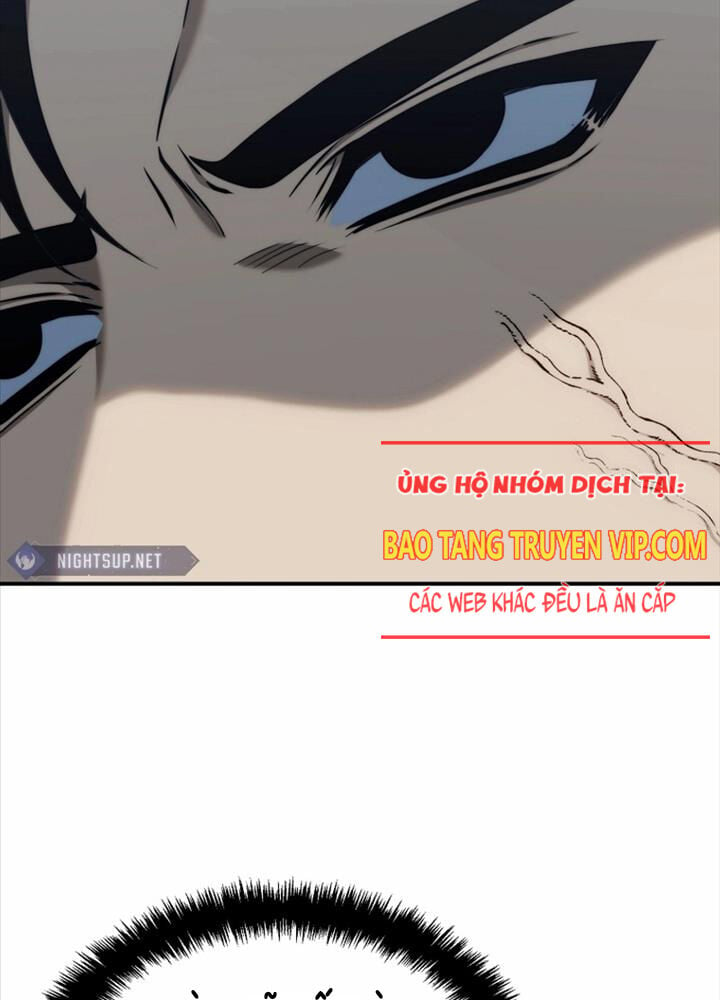 ỦNG HỘ NHÓM DỊCH TẠI:
BAO TANG TRUYEN VIP.COM
NIGHTSUP.NET
CÁC WEB KHÁC ĐỀU LÀ ĂN CẮP